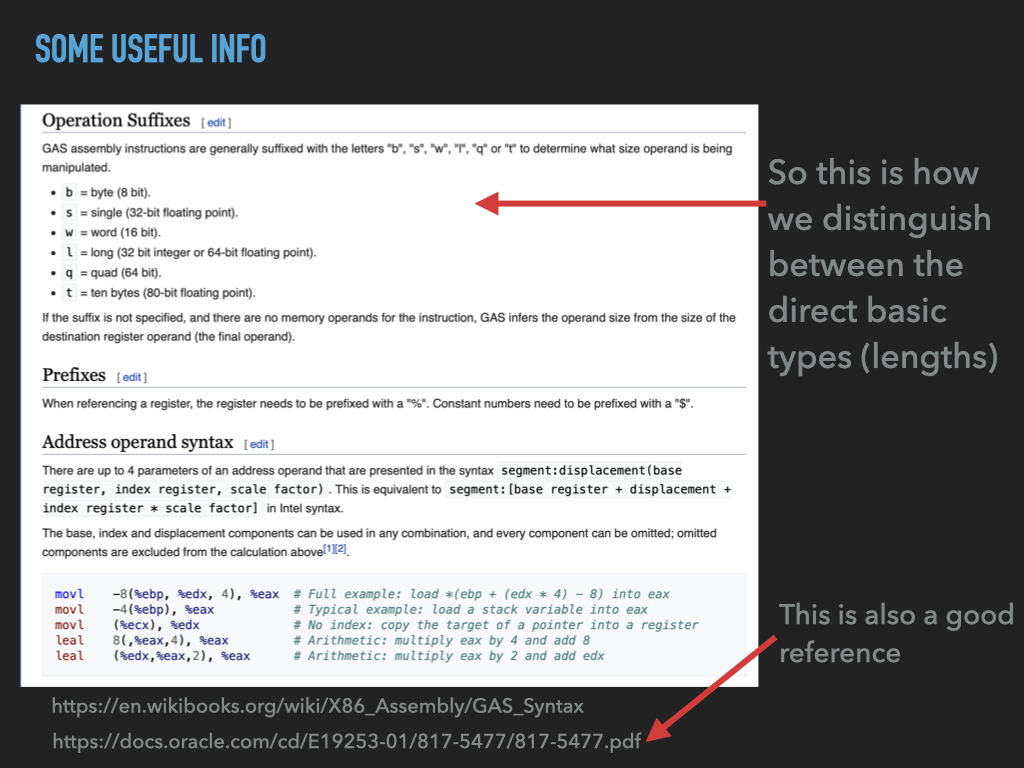 SOME USEFUL INFO
Operation Suffixes [ edit ]
GAS assembly instructions are generally suffixed with the letters "b", "s", "w", "l", "q" or "t" to determine what size operand is being
manipulated.
• b = byte (8 bit).
• s = single (32-bit floating point).
• w = word (16 bit).
• l = long (32 bit integer or 64-bit floating point).
• q = quad (64 bit).
• t = ten bytes (80-bit floating point).
If the suffix is not specified, and there are no memory operands for the instruction, GAS infers the operand size from the size of the
destination register operand (the final operand).
Prefixes [ edit ]
When referencing a register, the register needs to be prefixed with a "%". Constant numbers need to be prefixed with a "$".
Address operand syntax [ edit ]
There are up to 4 parameters of an address operand that are presented in the syntax segment:displacement(base
register, index register, scale factor). This is equivalent to segment:[base register + displacement +
index register * scale factor] in Intel syntax.
The base, index and displacement components can be used in any combination, and every component can be omitted; omitted
components are excluded from the calculation above[1][2].
movl -8(%ebp, %edx, 4), %eax # Full example: load *(ebp + (edx * 4) - 8) into eax
movl -4(%ebp), %eax # Typical example: load a stack variable into eax
movl (%ecx), %edx # No index: copy the target of a pointer into a register
leal 8(,%eax,4), %eax # Arithmetic: multiply eax by 4 and add 8
leal (%edx,%eax,2), %eax # Arithmetic: multiply eax by 2 and add edx
So this is how
we distinguish
between the
direct basic
types (lengths)
This is also a good
reference
https://en.wikibooks.org/wiki/X86_Assembly/GAS_Syntax
https://docs.oracle.com/cd/E19253-01/817-5477/817-5477.pdf